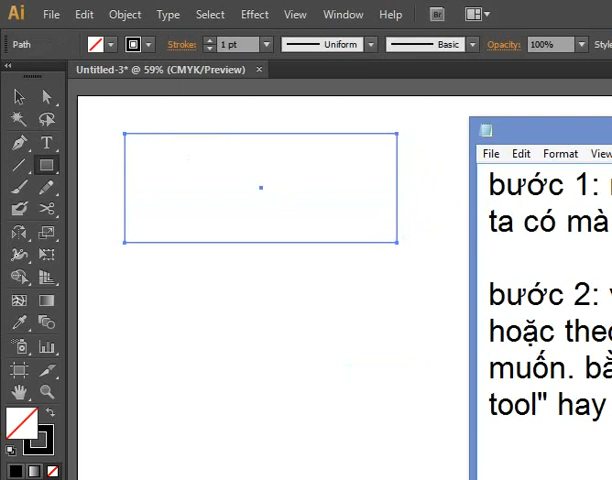 Ai File Edit Object Type Select Effect View Window Help Br
Path Stroke: 1 pt Uniform Basic Opacity: 100% Style
Untitled-3* @ 59% (CMYK/Preview) ×
File Edit Format View
bước 1:
ta có mà
bước 2:
hoặc theo
muốn. bằ
tool" hay